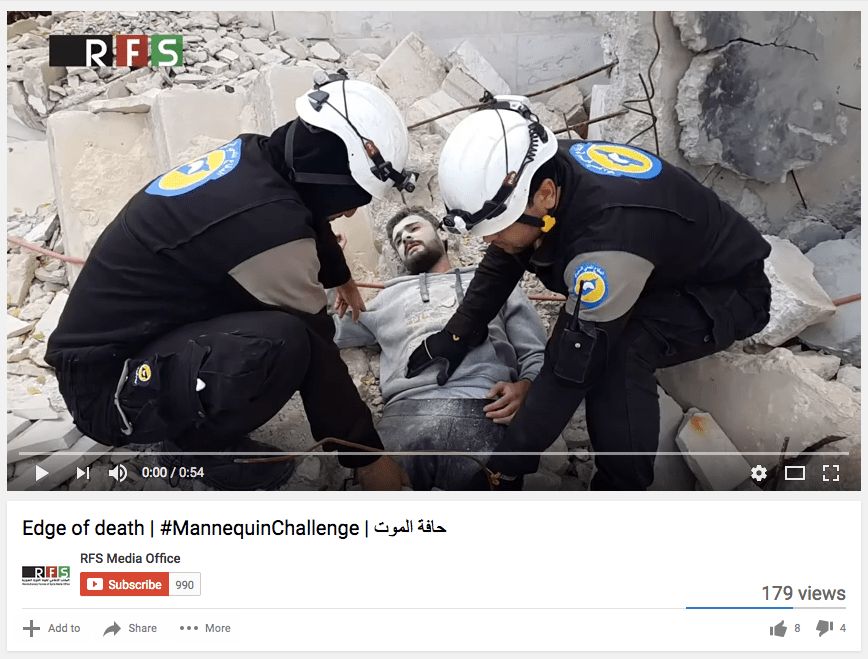 RFS
0:00 / 0:54
Edge of death | #MannequinChallenge | حافة الموت
RFS Media Office
RFS
Subscribe 990
179 views
Add to Share More 8 4